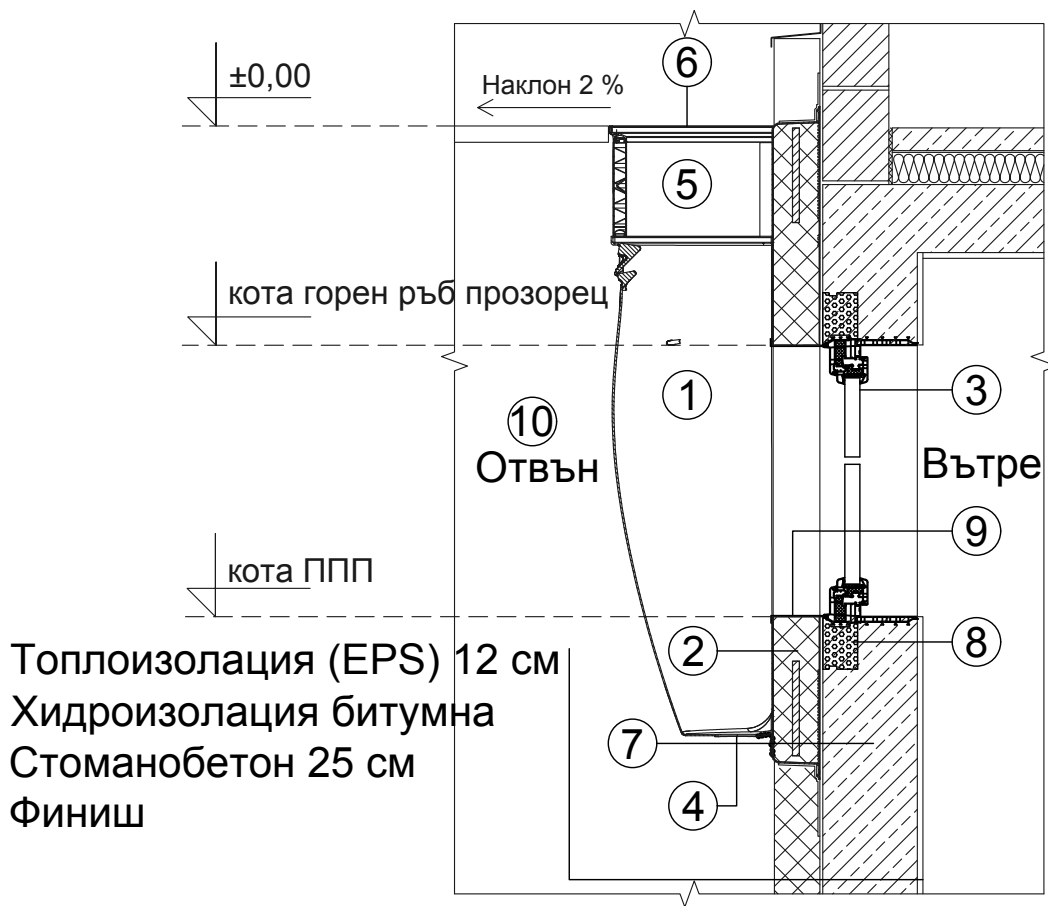 6
±0,00
Наклон 2 %
5
кота горен ръб прозорец
1
3
10
Отвън
Вътре
9
кота ППП
2
8
Топлоизолация (EPS) 12 см
Хидроизолация битумна
7
Стоманобетон 25 см
4
Финиш